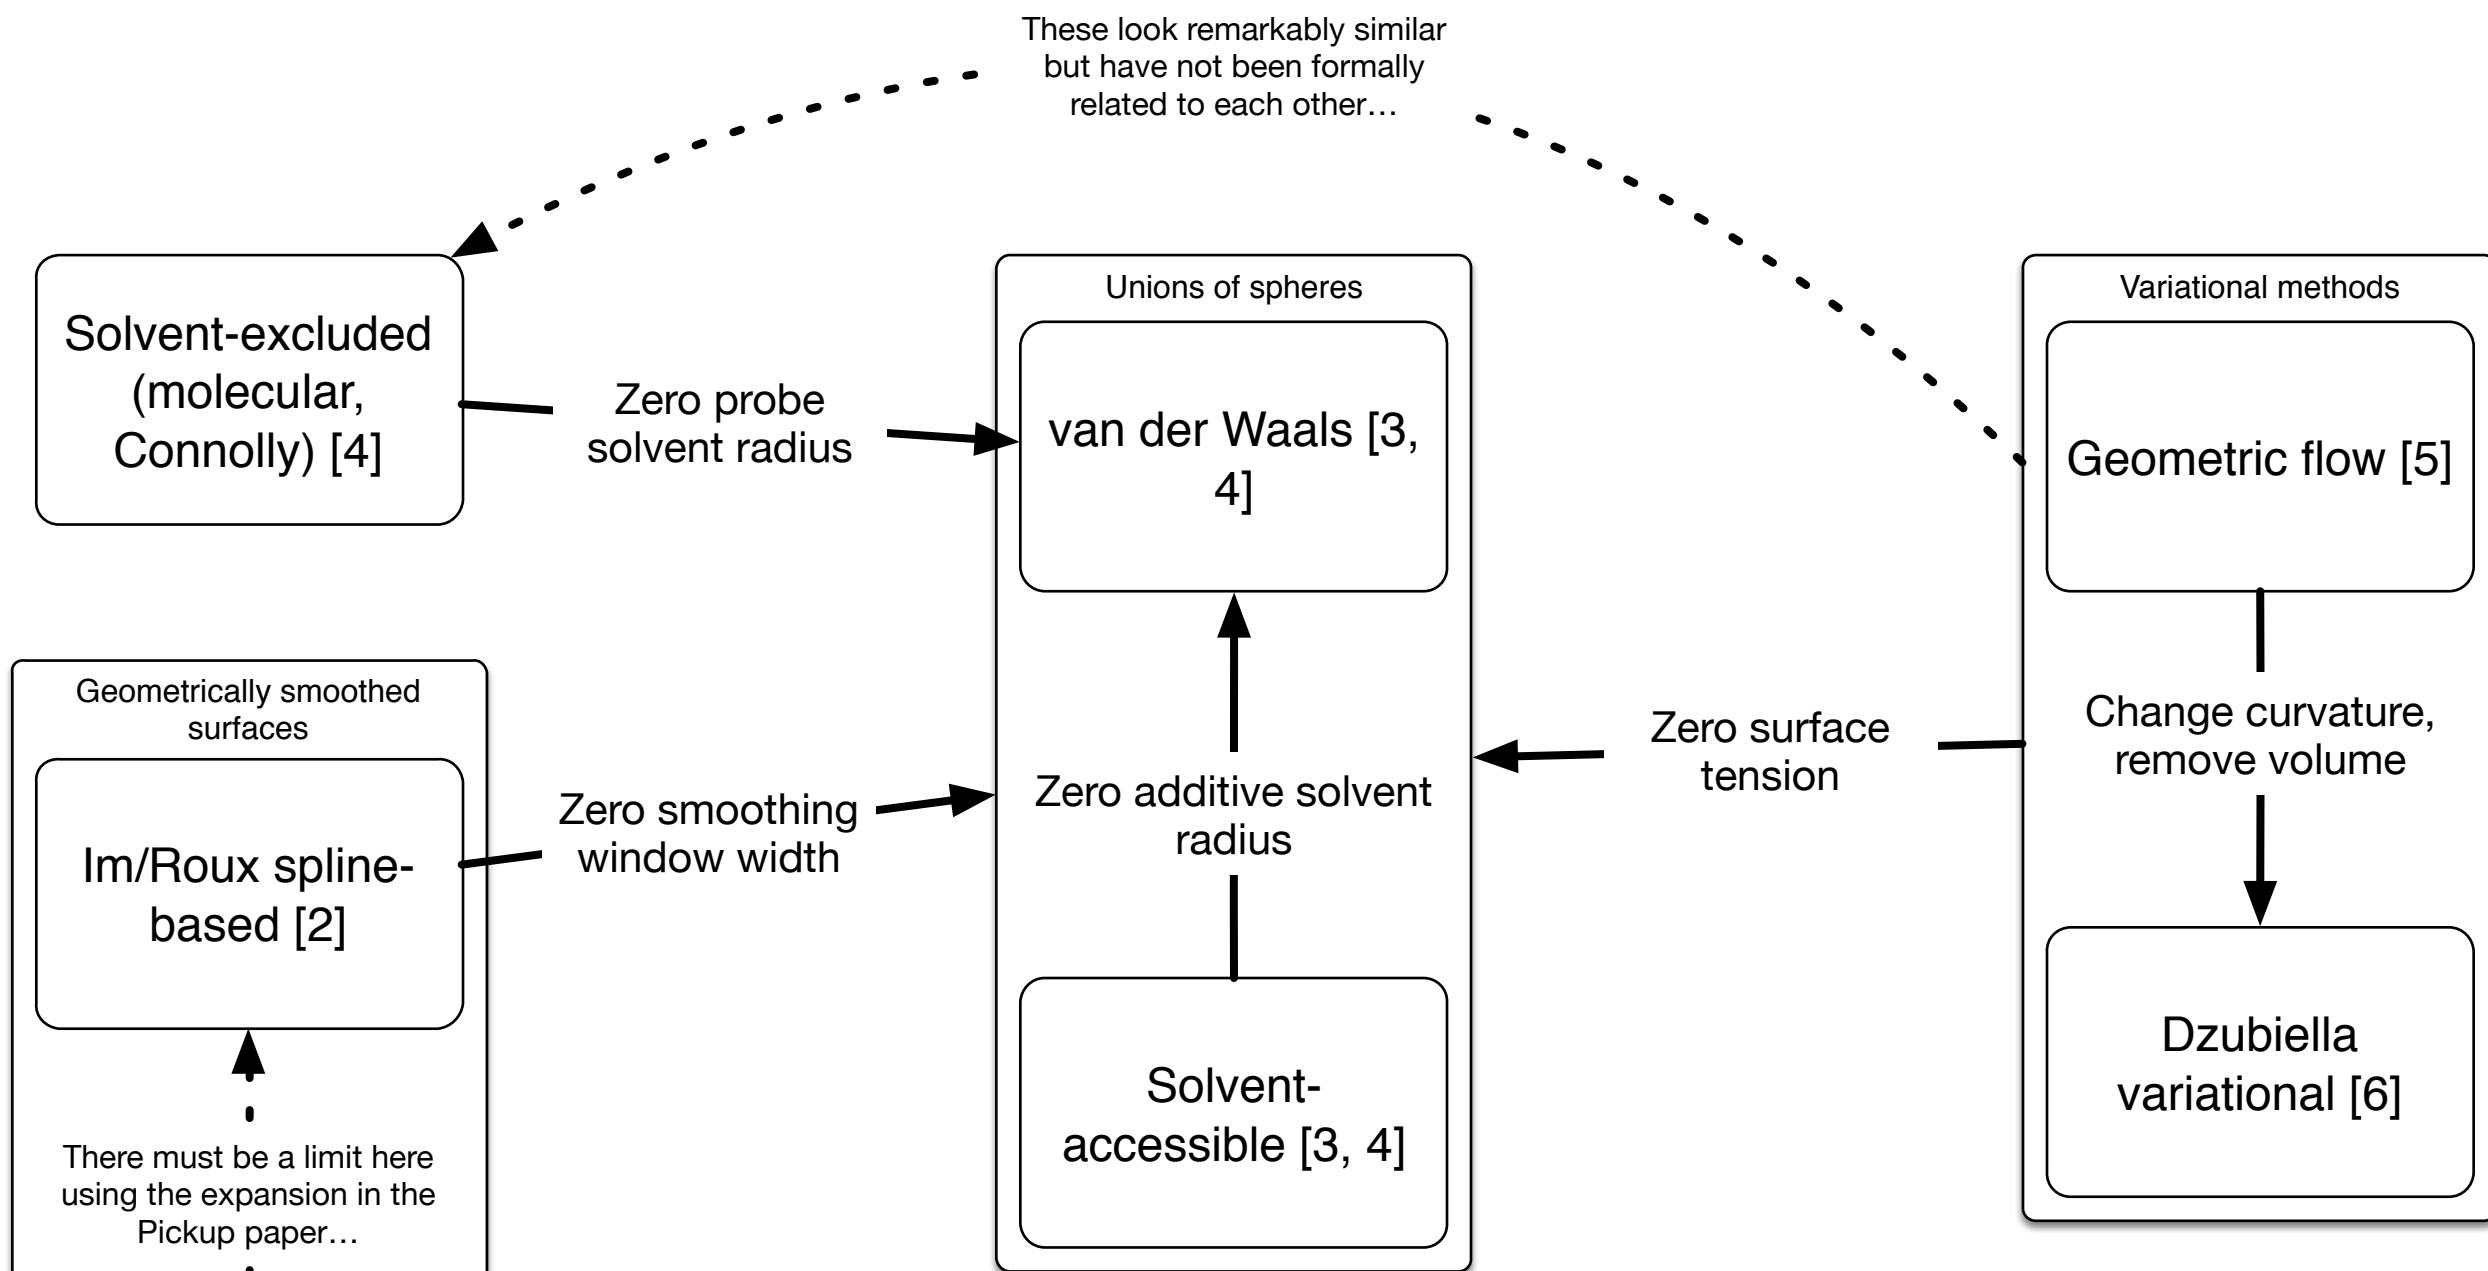 These look remarkably similar
but have not been formally
related to each other…
Solvent-excluded
(molecular,
Connolly) [4]
Zero probe
solvent radius
Unions of spheres
van der Waals [3,
4]
Zero additive solvent
radius
Solvent-
accessible [3, 4]
Variational methods
Geometric flow [5]
Change curvature,
remove volume
Dzubiella
variational [6]
Zero surface
tension
Geometrically smoothed
surfaces
Im/Roux spline-
based [2]
Zero smoothing
window width
There must be a limit here
using the expansion in the
Pickup paper…